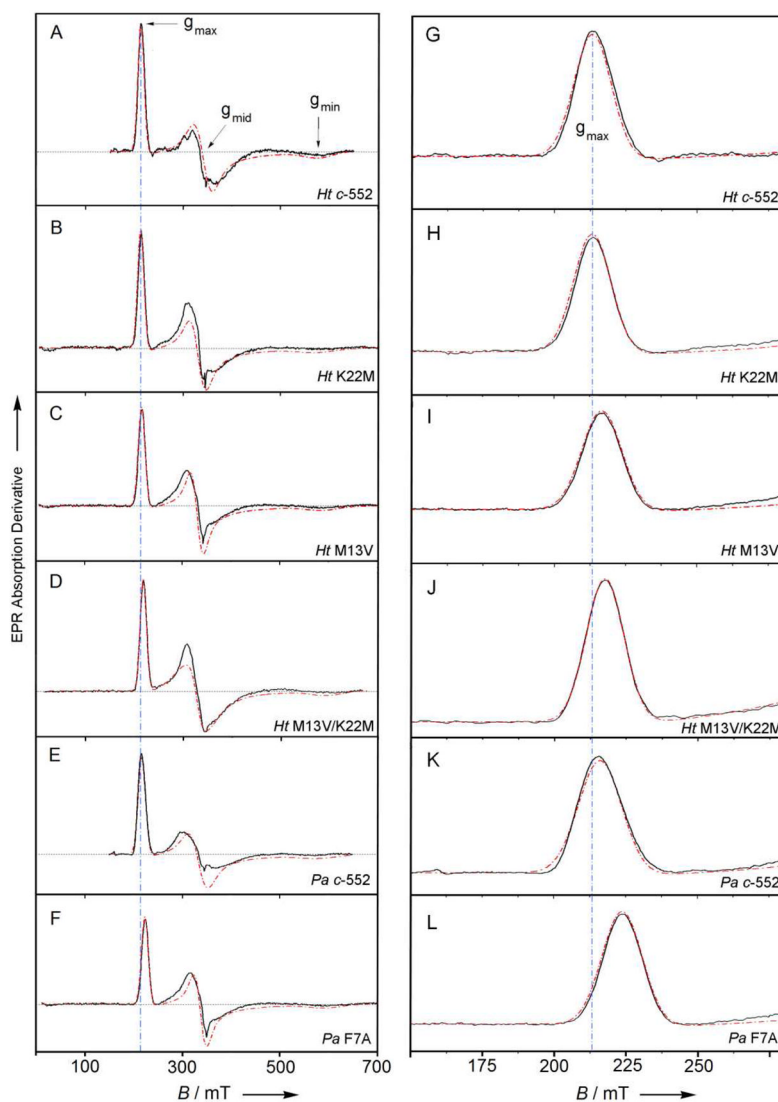 EPR Absorption Derivative
A
g max
g mid
g min
Ht c-552
B
Ht K22M
C
Ht M13V
D
Ht M13V/K22M
E
Pa c-552
F
Pa F7A
100 300 500 700
B / mT
G
g max
Ht c-552
H
Ht K22M
I
Ht M13V
J
Ht M13V/K22M
K
Pa c-552
L
Pa F7A
175 200 225 250
B / mT